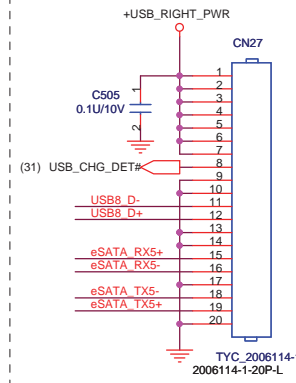 +USB_RIGHT_PWR
CN27
C505
0.1U/10V
1
2
1
2
3
4
5
6
7
(31) USB_CHG_DET#
8
9
10
USB8_D- 11
USB8_D+ 12
13
14
eSATA_RX5+ 15
eSATA_RX5- 16
17
eSATA_TX5- 18
eSATA_TX5+ 19
20
TYC_2006114-1
2006114-1-20P-L